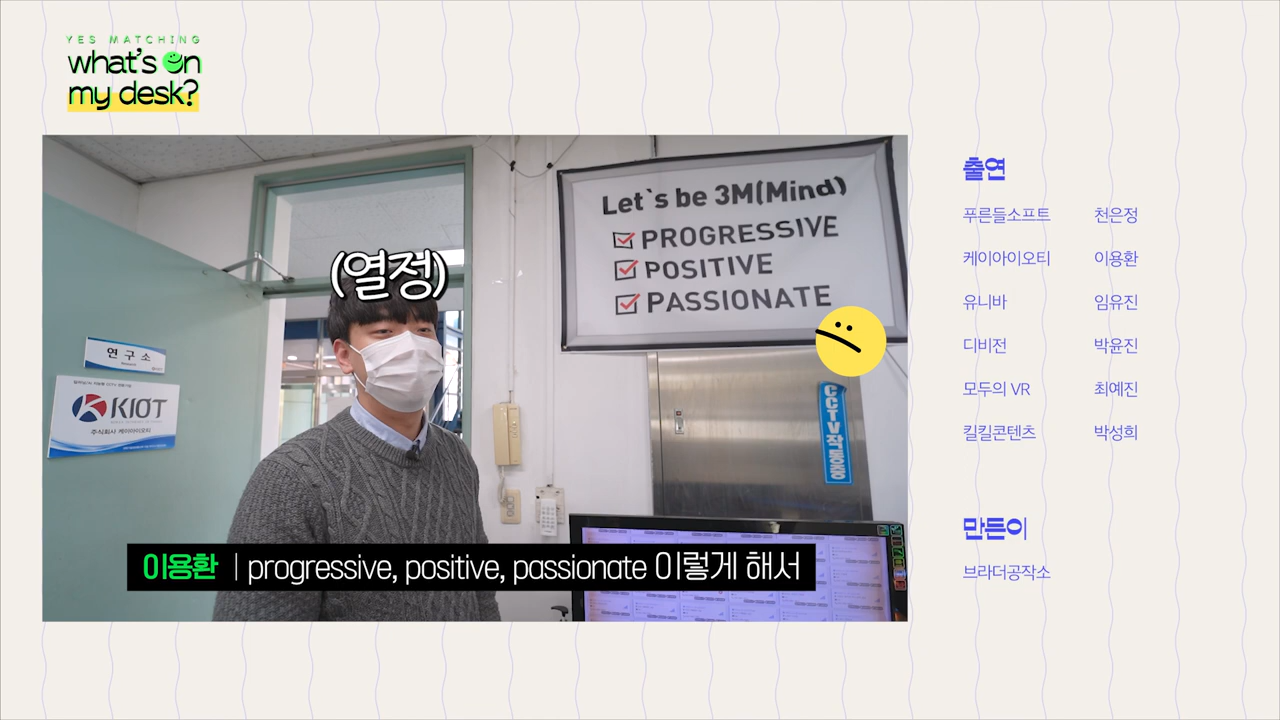 YES MATCHING
what's on
my desk?
출연
푸른들소프트 천은정
케이아이오티 이용환
유니바 임유진
디비전 박윤진
모두의 VR 최예진
킬킬콘텐츠 박성희
만든이
브라더공작소
Let`s be 3M(Mind)
PROGRESSIVE
POSITIVE
PASSIONATE
(열정)
연구소
KIOT
주식회사 케이아이오티
CCTV작동중
이용환 | progressive, positive, passionate 이렇게 해서